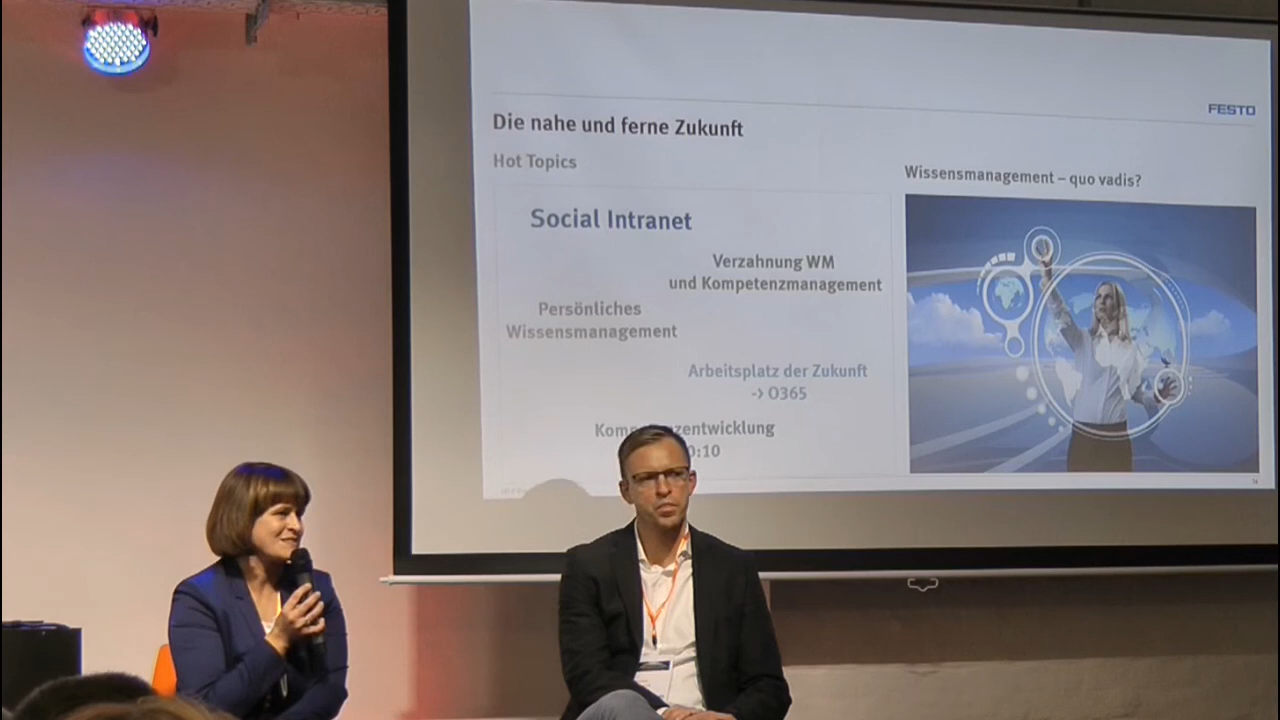 FESTO
Die nahe und ferne Zukunft
Hot Topics
Wissensmanagement – quo vadis?
Social Intranet
Verzahnung WM
und Kompetenzmanagement
Persönliches
Wissensmanagement
Arbeitsplatz der Zukunft
-> O365
:10